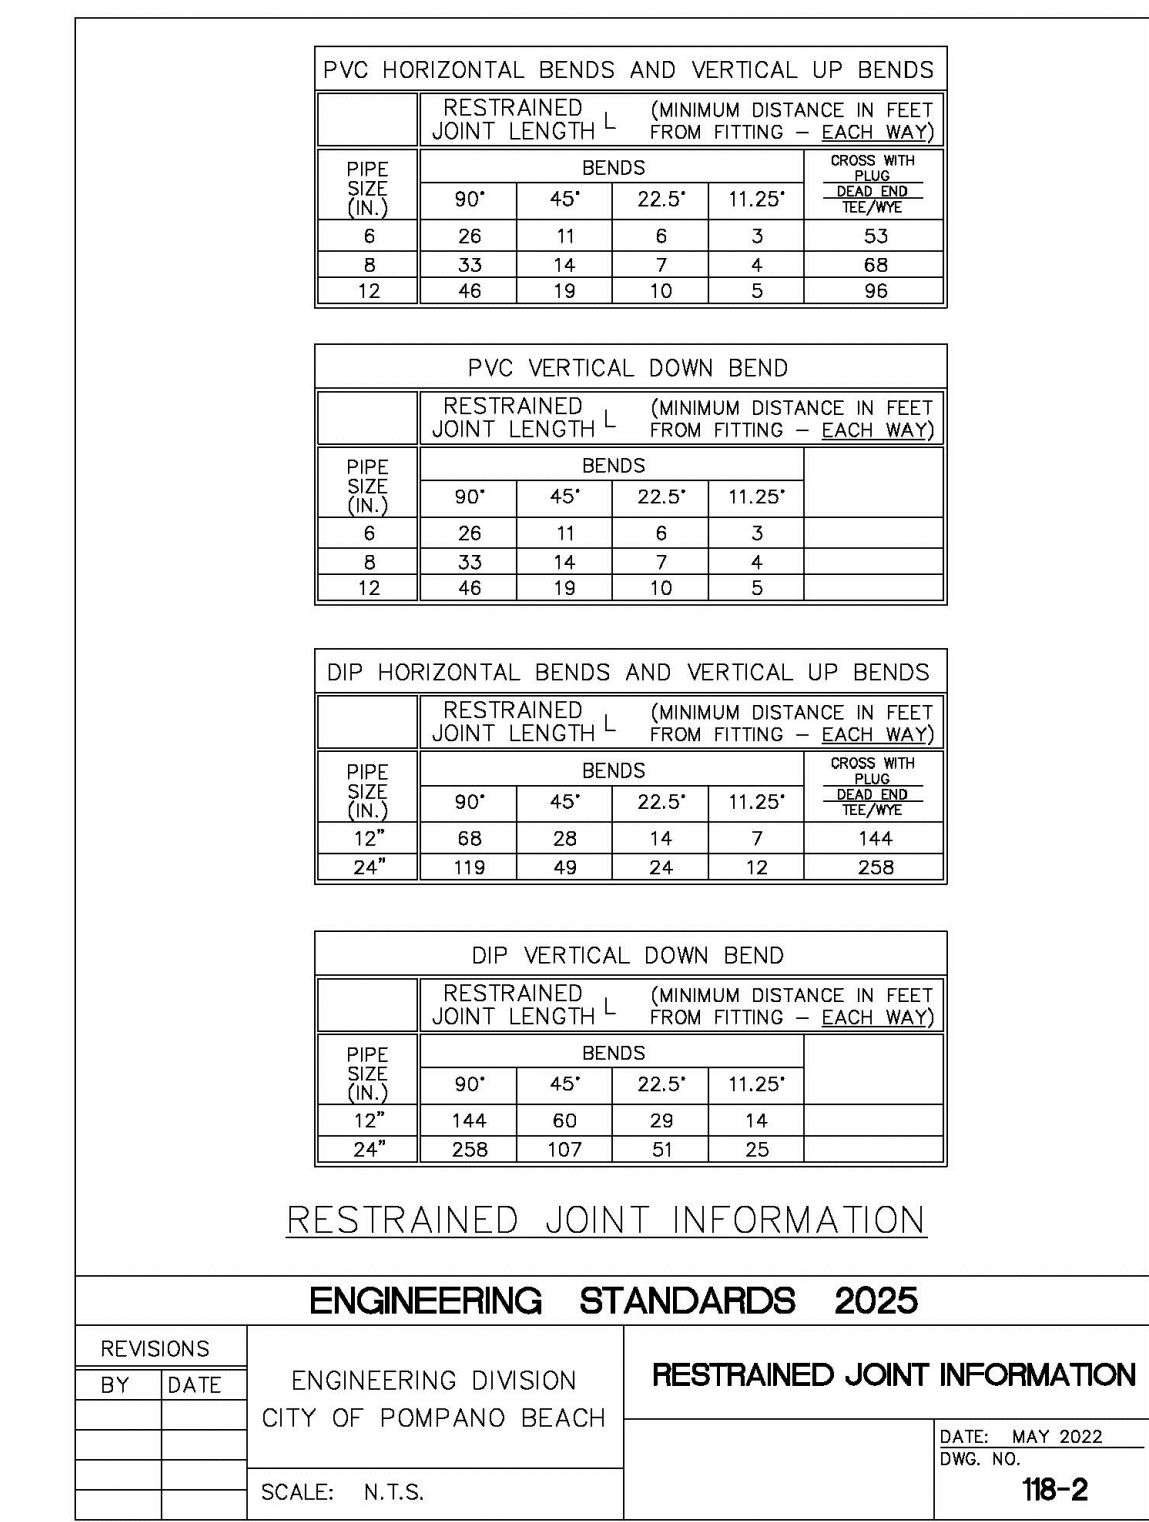 PVC HORIZONTAL BENDS AND VERTICAL UP BENDS
RESTRAINED JOINT LENGTH L (MINIMUM DISTANCE IN FEET FROM FITTING – EACH WAY)
PIPE SIZE (IN.) BENDS CROSS WITH PLUG DEAD END TEE/WYE
90° 45° 22.5° 11.25°
6 26 11 6 3 53
8 33 14 7 4 68
12 46 19 10 5 96
PVC VERTICAL DOWN BEND
RESTRAINED JOINT LENGTH L (MINIMUM DISTANCE IN FEET FROM FITTING – EACH WAY)
PIPE SIZE (IN.) BENDS
90° 45° 22.5° 11.25°
6 26 11 6 3
8 33 14 7 4
12 46 19 10 5
DIP HORIZONTAL BENDS AND VERTICAL UP BENDS
RESTRAINED JOINT LENGTH L (MINIMUM DISTANCE IN FEET FROM FITTING – EACH WAY)
PIPE SIZE (IN.) BENDS CROSS WITH PLUG DEAD END TEE/WYE
90° 45° 22.5° 11.25°
12" 68 28 14 7 144
24" 119 49 24 12 258
DIP VERTICAL DOWN BEND
RESTRAINED JOINT LENGTH L (MINIMUM DISTANCE IN FEET FROM FITTING – EACH WAY)
PIPE SIZE (IN.) BENDS
90° 45° 22.5° 11.25°
12" 144 60 29 14
24" 258 107 51 25
RESTRAINED JOINT INFORMATION
ENGINEERING STANDARDS 2025
REVISIONS
BY DATE
ENGINEERING DIVISION
CITY OF POMPANO BEACH
SCALE: N.T.S.
RESTRAINED JOINT INFORMATION
DATE: MAY 2022
DWG. NO.
118-2